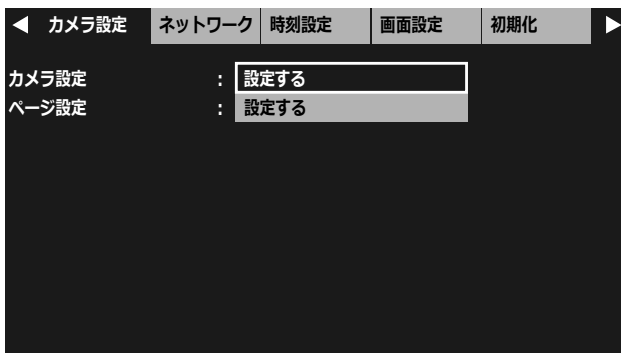 ◀ カメラ設定 ネットワーク 時刻設定 画面設定 初期化 ▶
カメラ設定 : 設定する
ページ設定 : 設定する